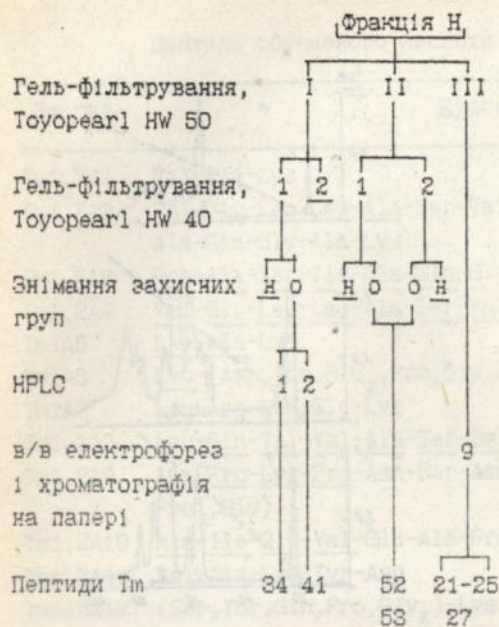 Фракція Н
Гель-фільтрування, I II III
Toyopearl HW 50
Гель-фільтрування, 1 2 1 2
Toyopearl HW 40
Знімання захисних Н О Н О О Н
груп
HPLC 1 2
в/в електрофорез 9
і хроматографія
на папері
Пептиди Tm 34 41 52 21-25
53 27